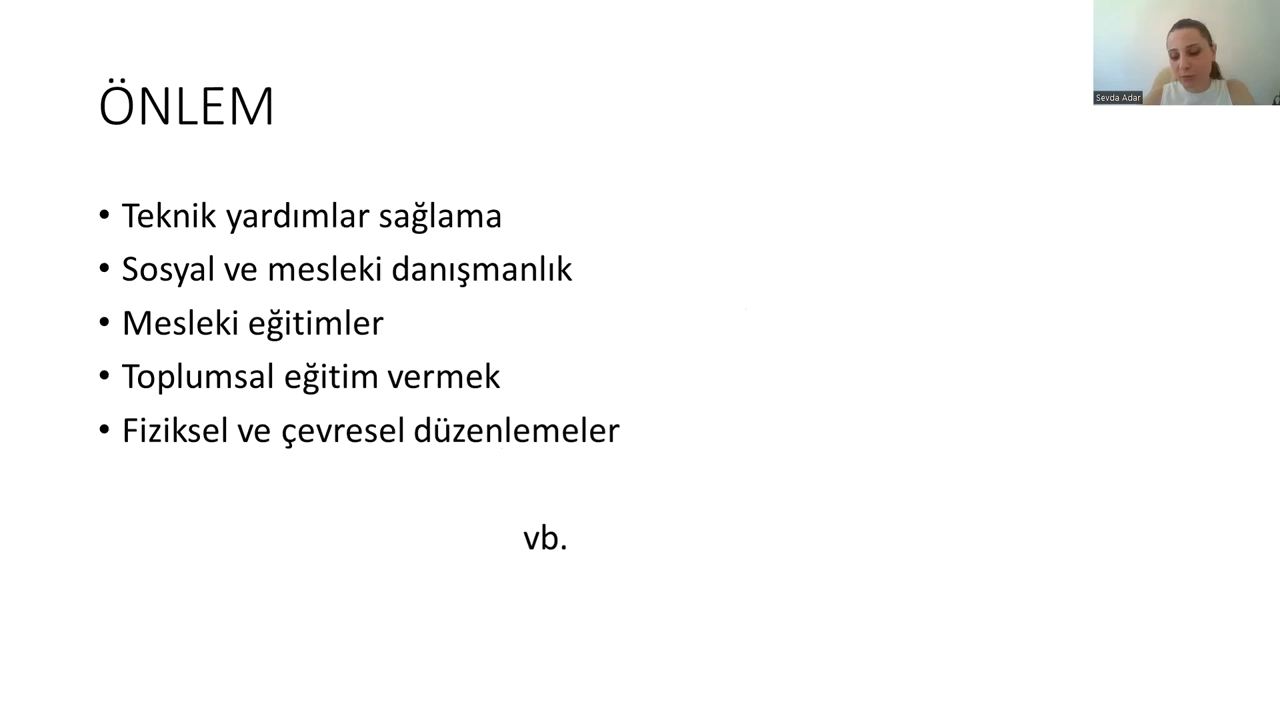 ÖNLEM
Sevda Adar
• Teknik yardımlar sağlama
• Sosyal ve mesleki danışmanlık
• Mesleki eğitimler
• Toplumsal eğitim vermek
• Fiziksel ve çevresel düzenlemeler
vb.